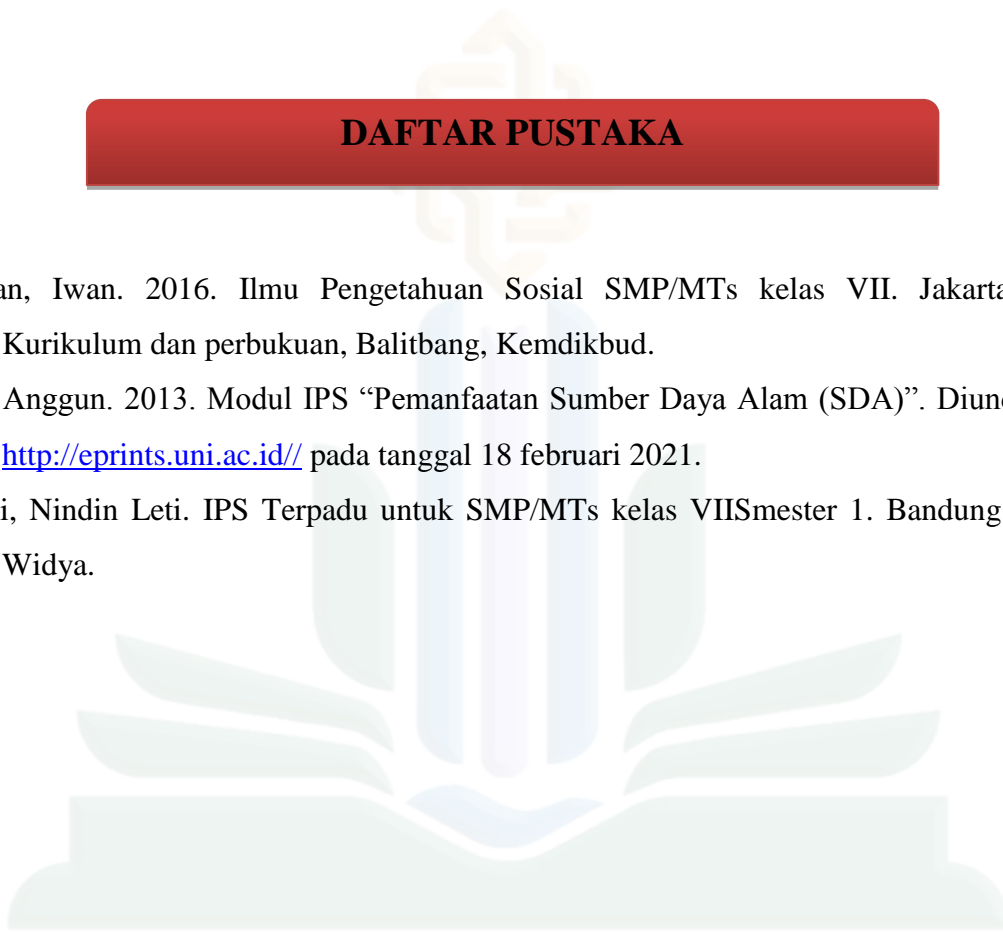 DAFTAR PUSTAKA
an, Iwan. 2016. Ilmu Pengetahuan Sosial SMP/MTs kelas VII. Jakarta
Kurikulum dan perbukuan, Balitbang, Kemdikbud.
Anggun. 2013. Modul IPS “Pemanfaatan Sumber Daya Alam (SDA)”. Diun
http://eprints.uni.ac.id// pada tanggal 18 februari 2021.
i, Nindin Leti. IPS Terpadu untuk SMP/MTs kelas VIISmester 1. Bandung
Widya.